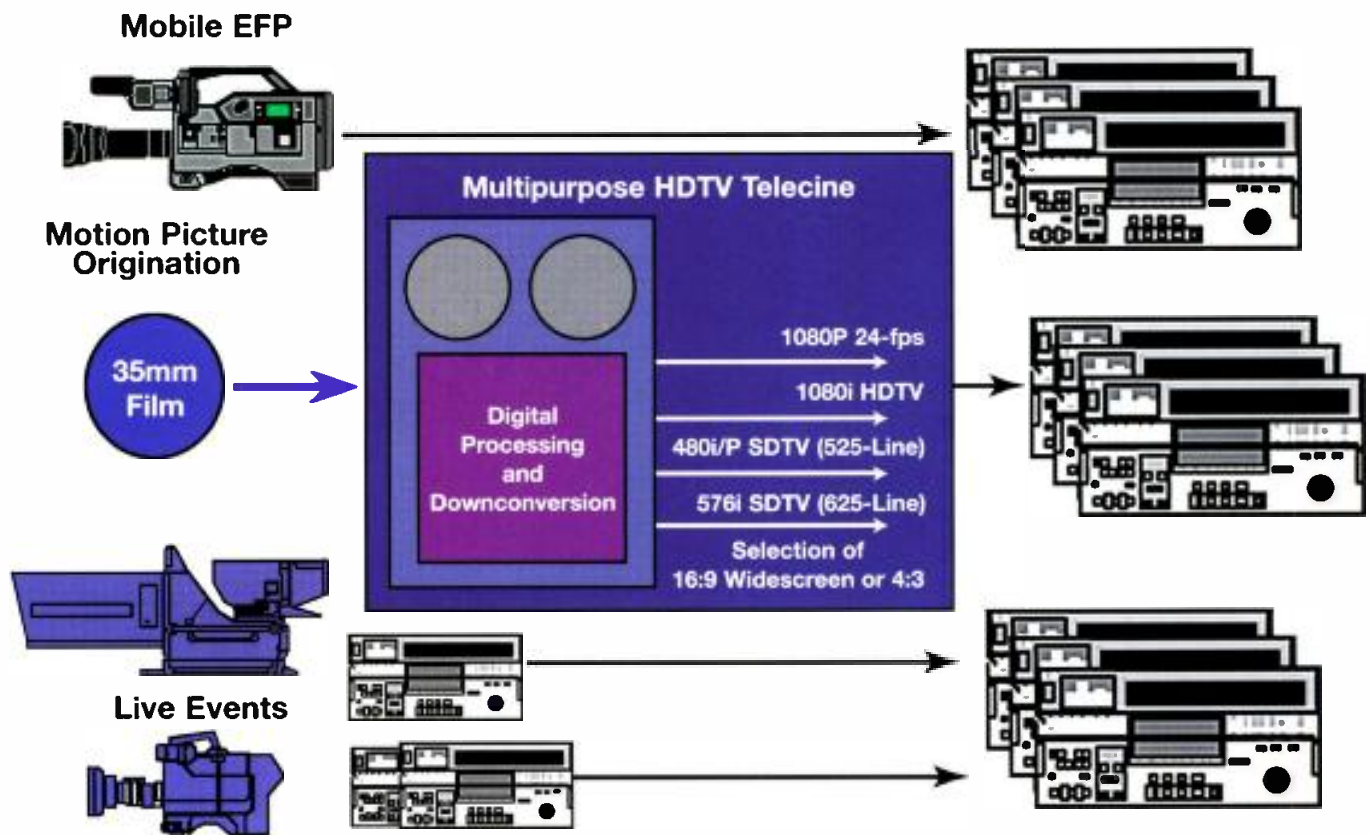 Mobile EFP
Multipurpose HDTV Telecine
Motion Picture
Origination
35mm
Film
1080P 24-fps
1080i HDTV
Digital
Processing
and
Downconversion
480i/P SDTV (525-Line)
576i SDTV (625-Line)
Selection of
16:9 Widescreen or 4:3
Live Events